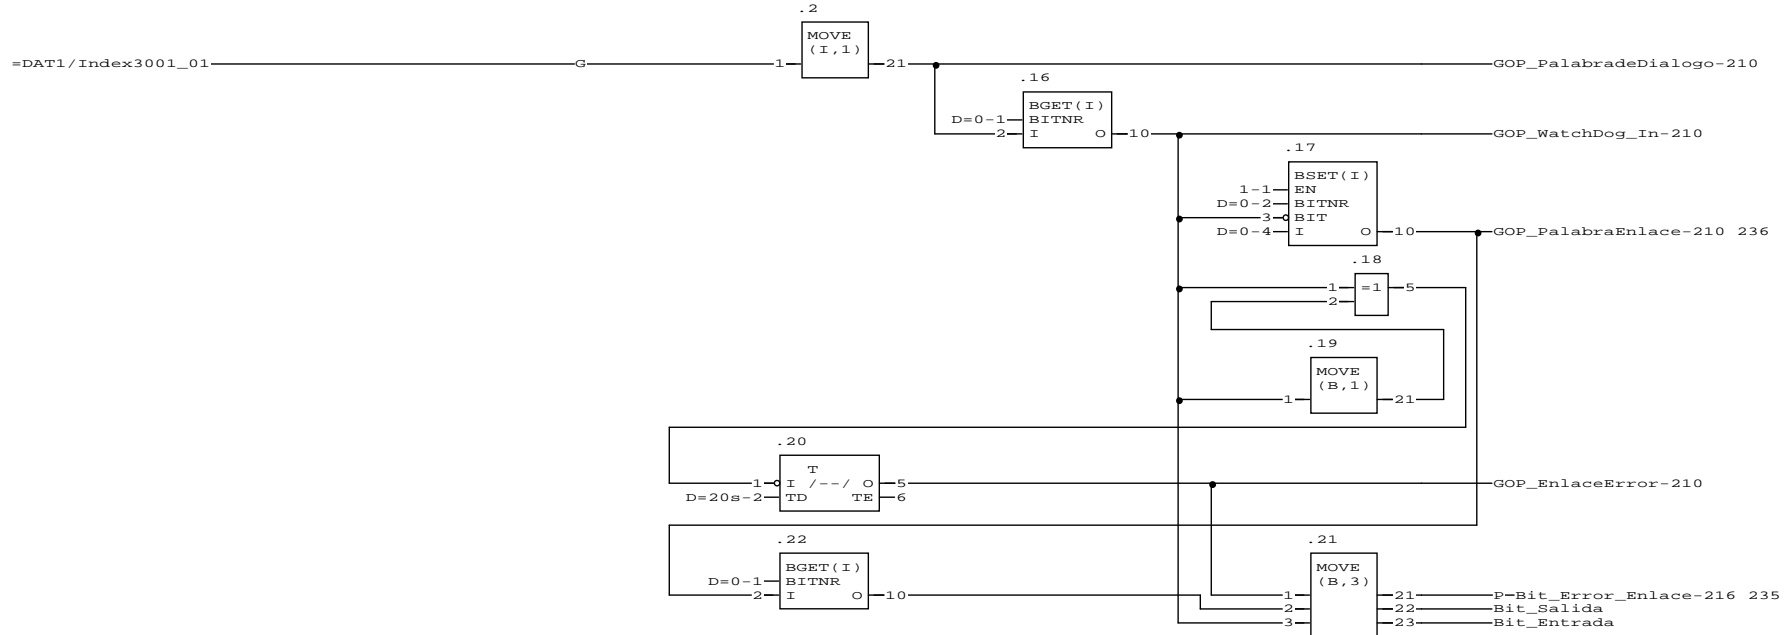 .2
MOVE
(I,1)
=DAT1/Index3001_01 G 1 21 GOP_PalabradeDialogo-210
.16
BGET(I)
D=0-1 BITNR
2 I O 10 GOP_WatchDog_In-210
.17
BSET(I)
1-1 EN
D=0-2 BITNR
3 BIT
D=0-4 I O 10 GOP_PalabraEnlace-210 236
.18
1 =1 5
2
.19
MOVE
(B,1)
1 21
.20
T
1 I /--/ O 5 GOP_EnlaceError-210
D=20s-2 TD TE 6
.22 .21
BGET(I) MOVE
D=0-1 BITNR (B,3)
2 I O 10 1 21 P-Bit_Error_Enlace-216 235
2 22 Bit_Salida
3 23 Bit_Entrada